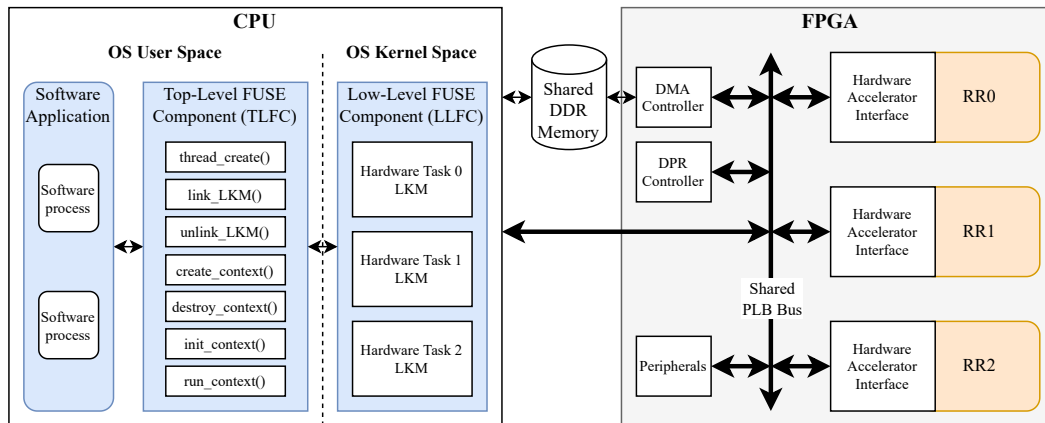 CPU
OS User Space
OS Kernel Space
Software
Application
Software
process
Software
process
Top-Level FUSE
Component (TLFC)
thread_create()
link_LKM()
unlink_LKM()
create_context()
destroy_context()
init_context()
run_context()
Low-Level FUSE
Component (LLFC)
Hardware Task 0
LKM
Hardware Task 1
LKM
Hardware Task 2
LKM
Shared
DDR
Memory
FPGA
DMA
Controller
DPR
Controller
Peripherals
Shared
PLB Bus
Hardware
Accelerator
Interface
RR0
Hardware
Accelerator
Interface
RR1
Hardware
Accelerator
Interface
RR2